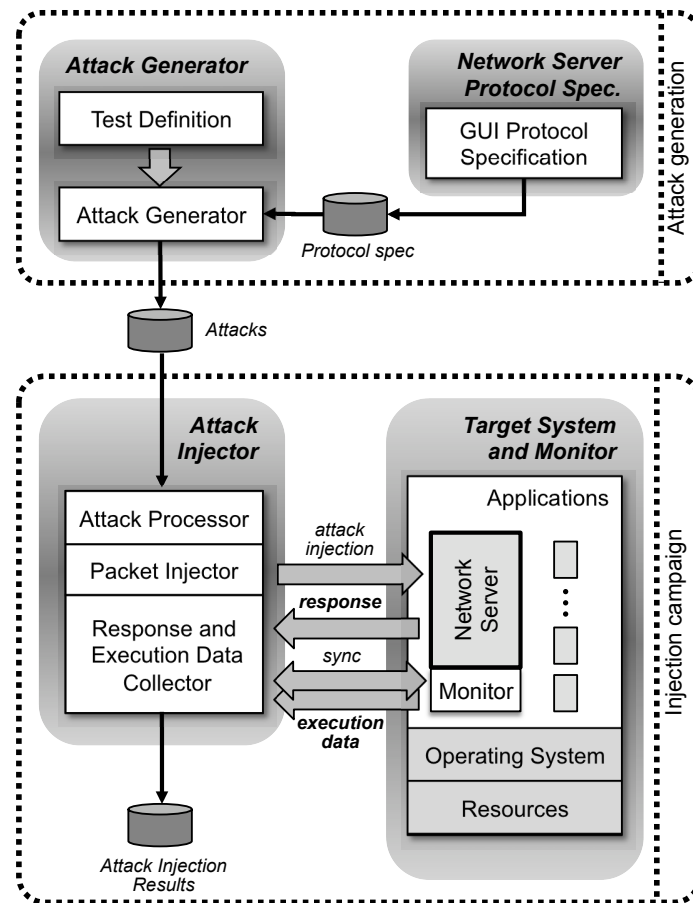 Attack Generator
Test Definition
Attack Generator
Network Server
Protocol Spec.
GUI Protocol
Specification
Protocol spec
Attack generation
Attacks
Attack
Injector
Attack Processor
Packet Injector
Response and
Execution Data
Collector
attack
injection
response
sync
execution
data
Target System
and Monitor
Applications
Network
Server
Monitor
Operating System
Resources
Injection campaign
Attack Injection
Results